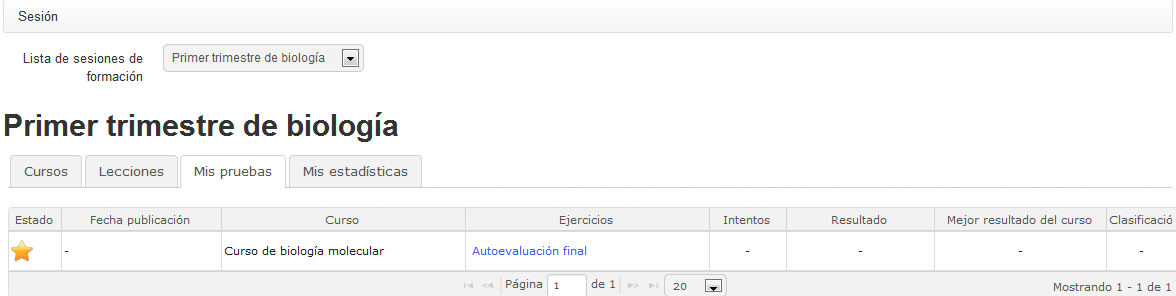 Sesión
Lista de sesiones de formación
Primer trimestre de biología
Primer trimestre de biología
Cursos Lecciones Mis pruebas Mis estadísticas
Estado Fecha publicación Curso Ejercicios Intentos Resultado Mejor resultado del curso Clasificació
- Curso de biología molecular Autoevaluación final - - - -
Página 1 de 1 20 Mostrando 1 - 1 de 1